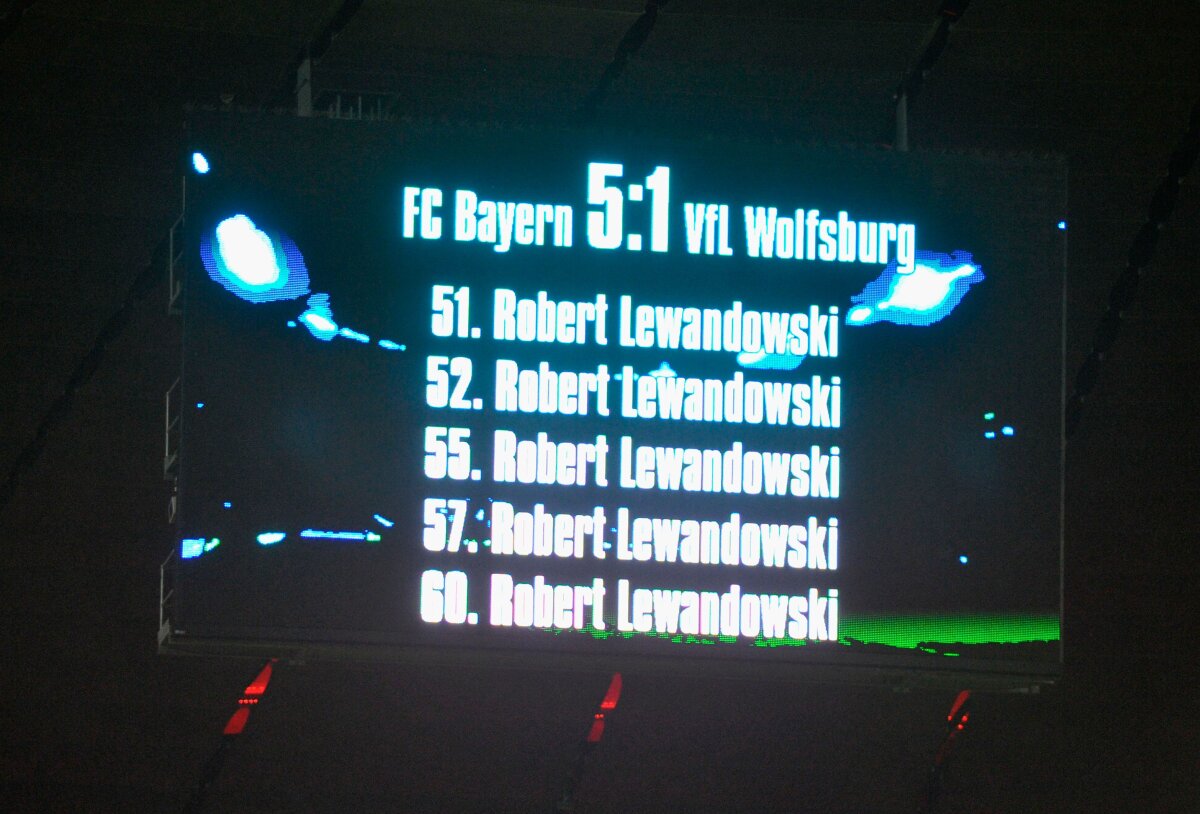 FC Bayern 5:1 VfL Wolfsburg
51. Robert Lewandowski
52. Robert Lewandowski
55. Robert Lewandowski
57. Robert Lewandowski
60. Robert Lewandowski